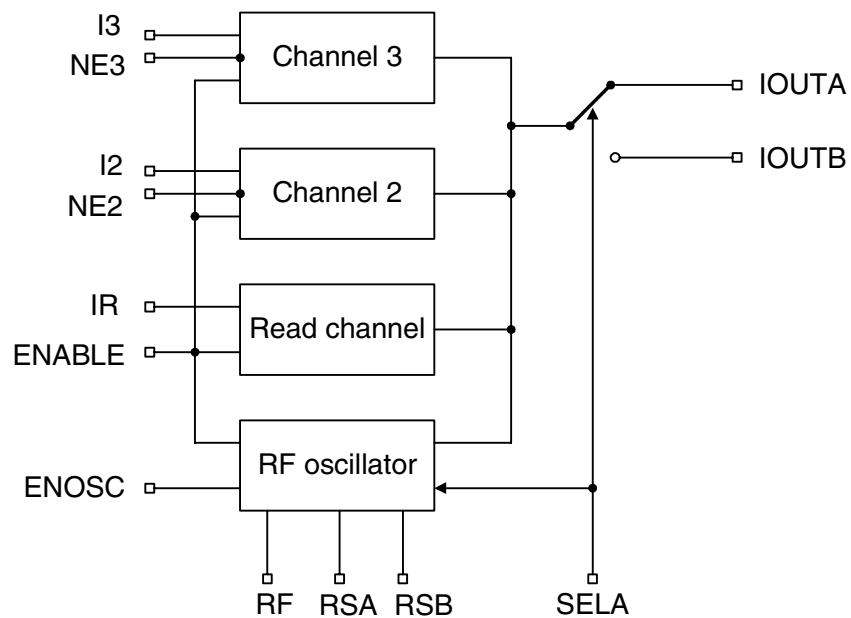 I3
NE3
Channel 3
IOUTA
IOUTB
I2
NE2
Channel 2
IR
ENABLE
Read channel
ENOSC
RF oscillator
RF
RSA
RSB
SELA